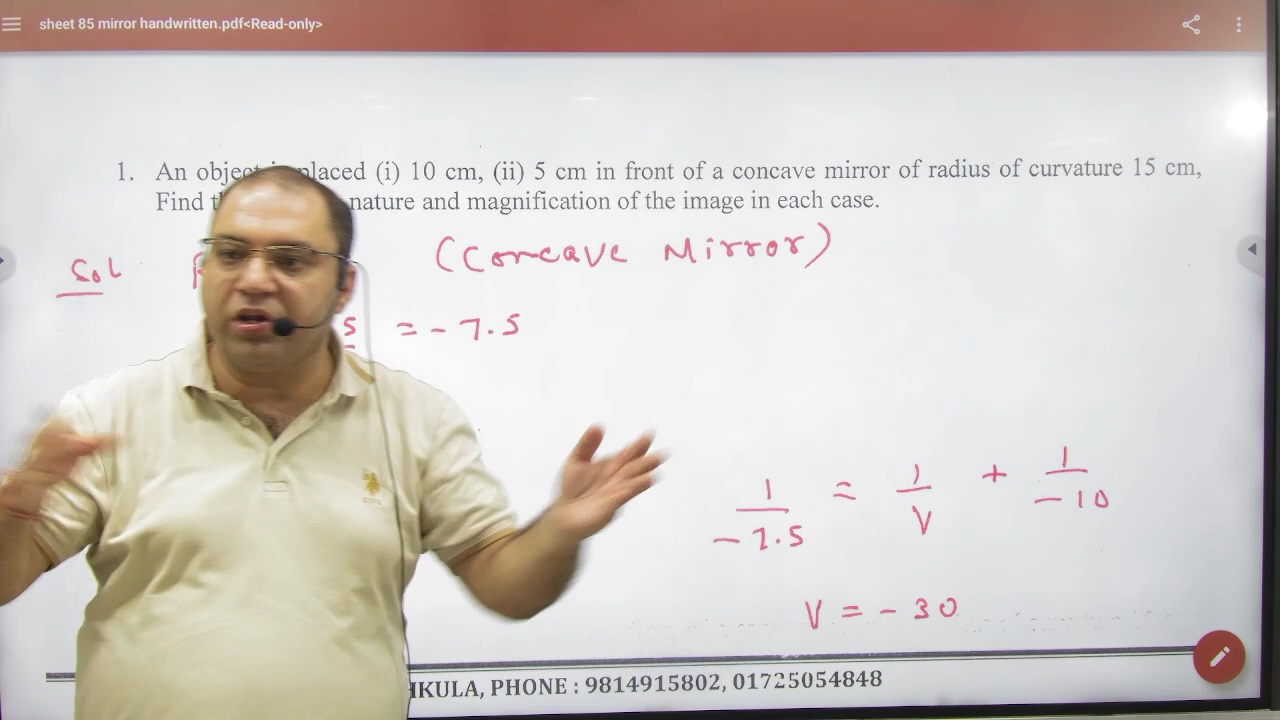 sheet 85 mirror handwritten.pdf<Read-only>
1. An object placed (i) 10 cm, (ii) 5 cm in front of a concave mirror of radius of curvature 15 cm,
Find nature and magnification of the image in each case.
Sol (Concave Mirror)
5 = - 7.5
1/-7.5 = 1/V + 1/-10
V = - 30
PHONE : 9814915802, 01725054848